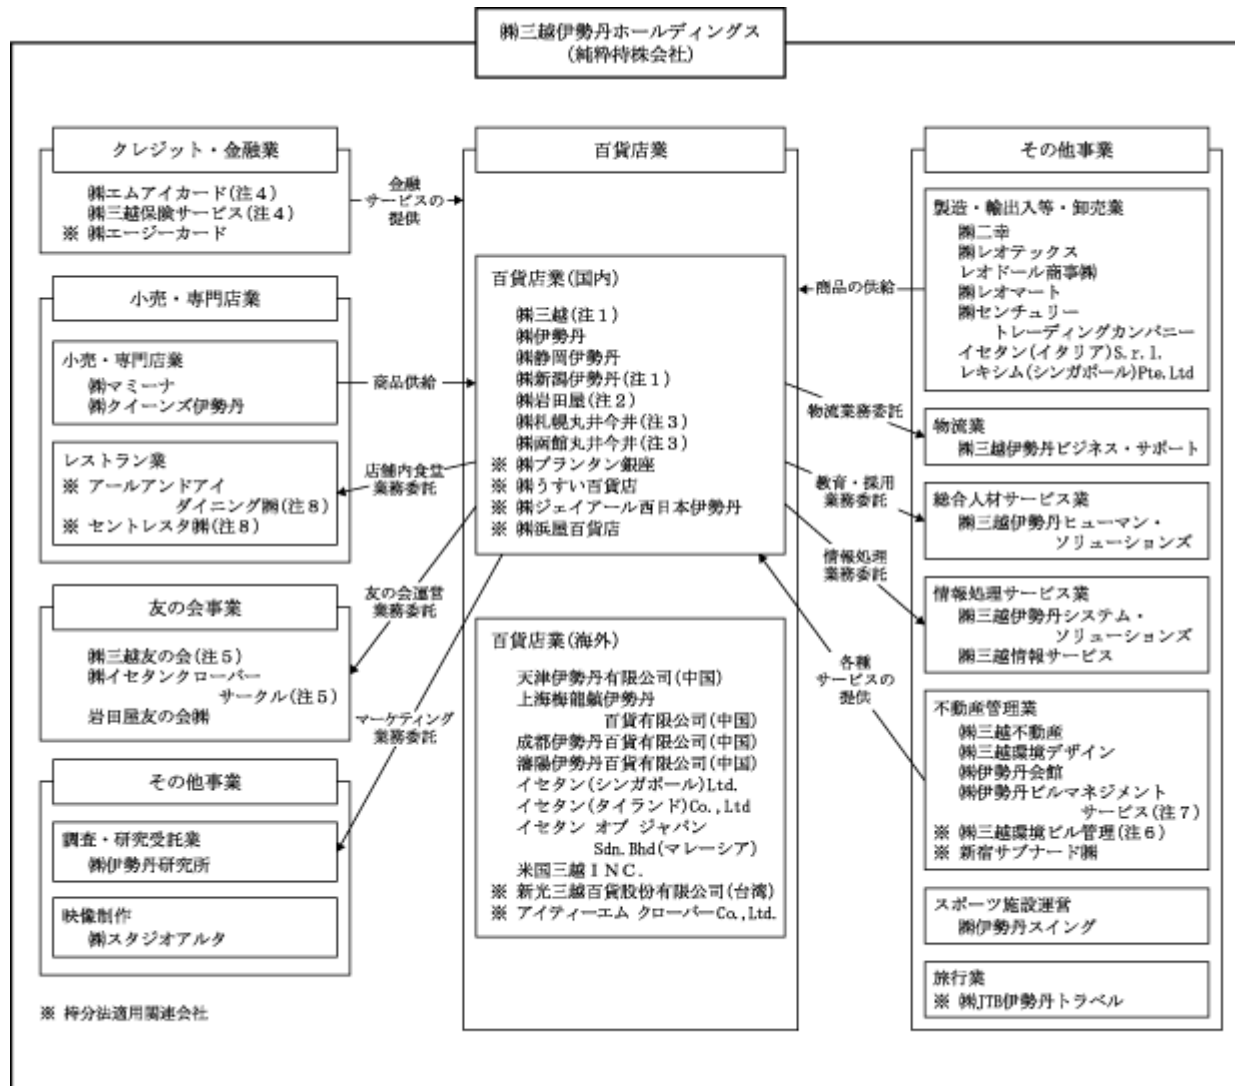 ㈱三越伊勢丹ホールディングス
(純粋持株会社)
クレジット・金融業
㈱エムアイカード(注４)
㈱三越保険サービス(注４)
※ ㈱エージーカード
金融
サービスの
提供
小売・専門店業
小売・専門店業
㈱マミーナ
㈱クイーンズ伊勢丹
商品供給
レストラン業
※ アールアンドアイ
ダイニング㈱(注８)
※ セントレスタ㈱(注８)
店舗内食堂
業務委託
友の会事業
㈱三越友の会(注５)
㈱イセタンクローバー
サークル(注５)
岩田屋友の会㈱
友の会運営
業務委託
マーケティング
業務委託
その他事業
調査・研究受託業
㈱伊勢丹研究所
映像制作
㈱スタジオアルタ
※ 持分法適用関連会社
百貨店業
百貨店業(国内)
㈱三越(注１)
㈱伊勢丹
㈱静岡伊勢丹
㈱新潟伊勢丹(注１)
㈱岩田屋(注２)
㈱札幌丸井今井(注３)
㈱函館丸井今井(注３)
※ ㈱プランタン銀座
※ ㈱うすい百貨店
※ ㈱ジェイアール西日本伊勢丹
※ ㈱浜屋百貨店
百貨店業(海外)
天津伊勢丹有限公司(中国)
上海梅龍鎮伊勢丹
百貨有限公司(中国)
成都伊勢丹百貨有限公司(中国)
瀋陽伊勢丹百貨有限公司(中国)
イセタン(シンガポール)Ltd.
イセタン(タイランド)Co.,Ltd
イセタン オブ ジャパン
Sdn.Bhd(マレーシア)
米国三越ＩＮＣ.
※ 新光三越百貨股份有限公司(台湾)
※ アイティーエム クローバーCo.,Ltd.
商品の供給
物流業務委託
教育・採用
業務委託
情報処理
業務委託
各種
サービスの
提供
その他事業
製造・輸出入等・卸売業
㈱二幸
㈱レオテックス
レオドール商事㈱
㈱レオマート
㈱センチュリー
トレーディングカンパニー
イセタン(イタリア)S.r.l.
レキシム(シンガポール)Pte.Ltd
物流業
㈱三越伊勢丹ビジネス・サポート
総合人材サービス業
㈱三越伊勢丹ヒューマン・
ソリューションズ
情報処理サービス業
㈱三越伊勢丹システム・
ソリューションズ
㈱三越情報サービス
不動産管理業
㈱三越不動産
㈱三越環境デザイン
㈱伊勢丹会館
㈱伊勢丹ビルマネジメント
サービス(注７)
※ ㈱三越環境ビル管理(注６)
※ 新宿サブナード㈱
スポーツ施設運営
㈱伊勢丹スイング
旅行業
※ ㈱JTB伊勢丹トラベル